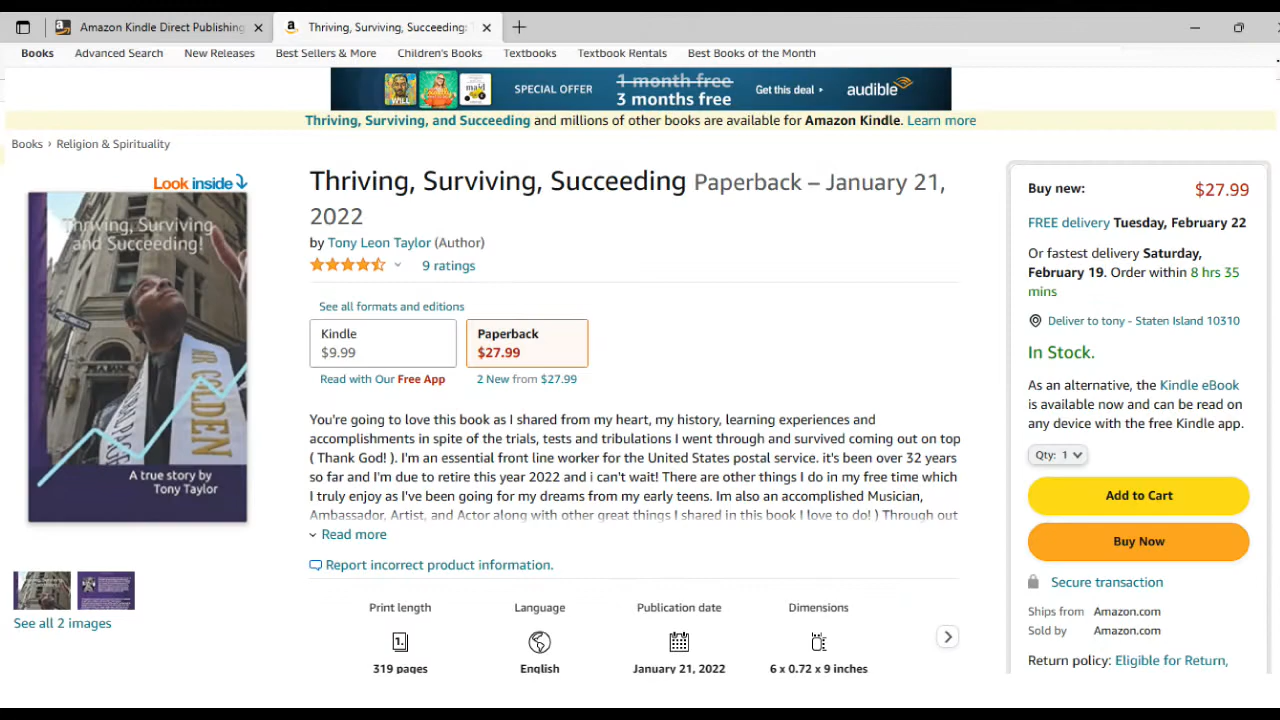 Amazon Kindle Direct Publishing
Thriving, Surviving, Succeeding:
Books Advanced Search New Releases Best Sellers & More Children's Books Textbooks Textbook Rentals Best Books of the Month
WILL maid SPECIAL OFFER 1 month free 3 months free Get this deal audible
Thriving, Surviving, and Succeeding and millions of other books are available for Amazon Kindle. Learn more
Books › Religion & Spirituality
Look inside
Thriving, Surviving
and Succeeding!
MR GOLDEN
A true story by
Tony Taylor
See all 2 images
Thriving, Surviving, Succeeding Paperback – January 21,
2022
by Tony Leon Taylor (Author)
9 ratings
See all formats and editions
Kindle
$9.99
Read with Our Free App
Paperback
$27.99
2 New from $27.99
You're going to love this book as I shared from my heart, my history, learning experiences and
accomplishments in spite of the trials, tests and tribulations I went through and survived coming out on top
( Thank God! ). I'm an essential front line worker for the United States postal service. it's been over 32 years
so far and I'm due to retire this year 2022 and i can't wait! There are other things I do in my free time which
I truly enjoy as I've been going for my dreams from my early teens. Im also an accomplished Musician,
Ambassador, Artist, and Actor along with other great things I shared in this book I love to do! ) Through out
Read more
Report incorrect product information.
Print length
319 pages
Language
English
Publication date
January 21, 2022
Dimensions
6 x 0.72 x 9 inches
Buy new: $27.99
FREE delivery Tuesday, February 22
Or fastest delivery Saturday,
February 19. Order within 8 hrs 35
mins
Deliver to tony - Staten Island 10310
In Stock.
As an alternative, the Kindle eBook
is available now and can be read on
any device with the free Kindle app.
Qty: 1
Add to Cart
Buy Now
Secure transaction
Ships from Amazon.com
Sold by Amazon.com
Return policy: Eligible for Return,